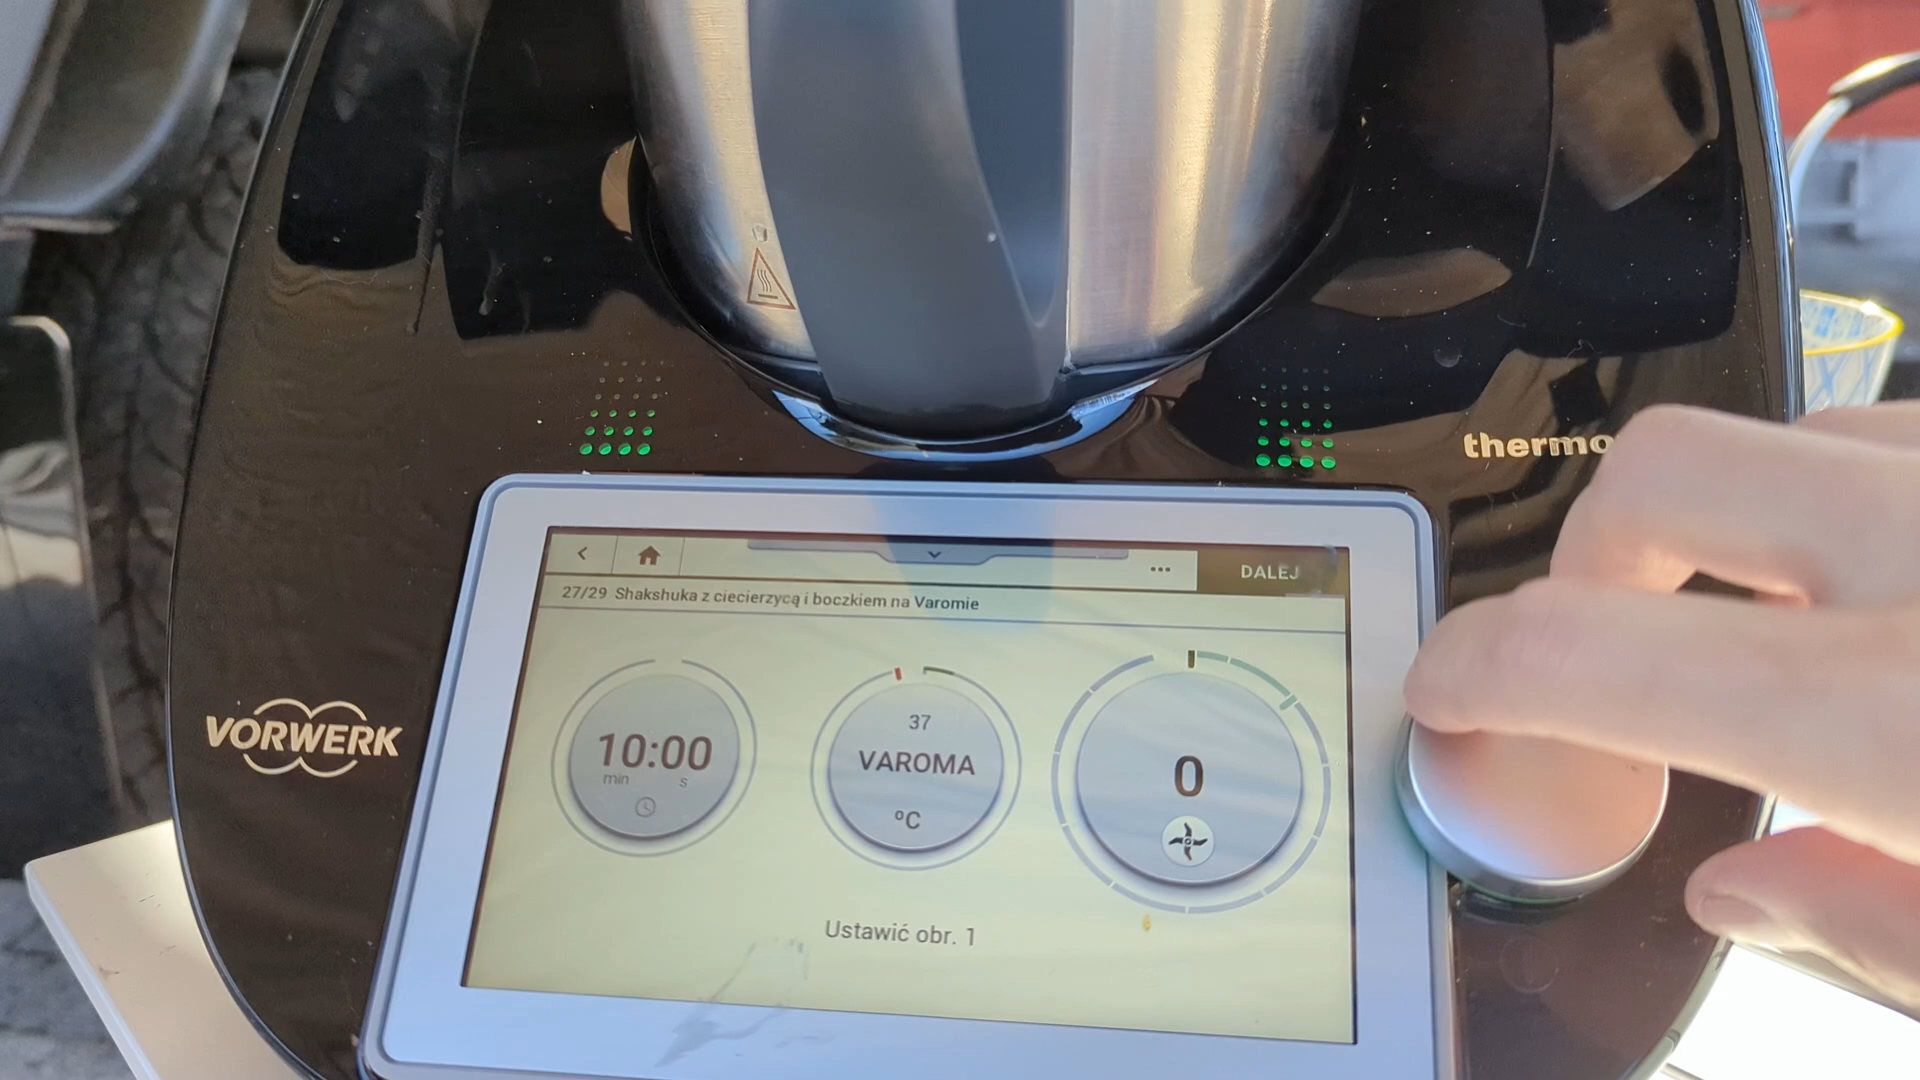 thermo
DALEJ
27/29 Shakshuka z ciecierzycą i boczkiem na Varomie
VORWERK
10:00
min s
37
VAROMA
°C
0
Ustawić obr. 1